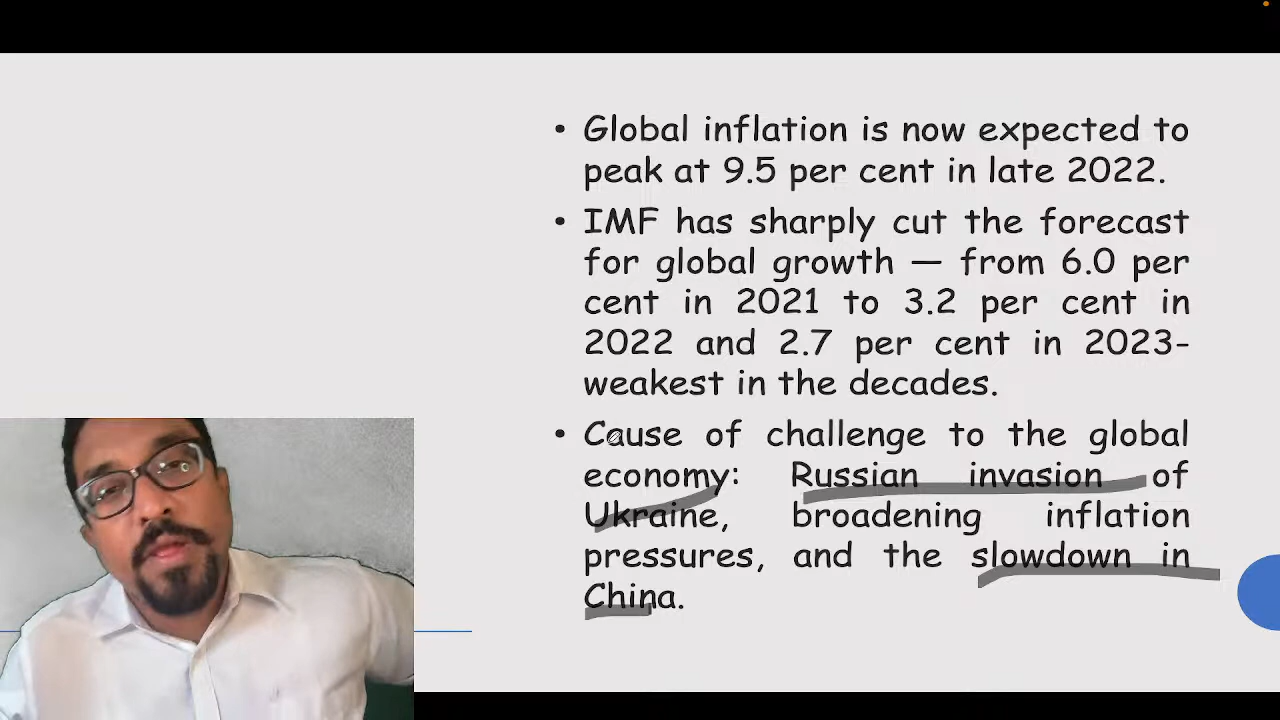 • Global inflation is now expected to
peak at 9.5 per cent in late 2022.
• IMF has sharply cut the forecast
for global growth — from 6.0 per
cent in 2021 to 3.2 per cent in
2022 and 2.7 per cent in 2023-
weakest in the decades.
• Cause of challenge to the global
economy: Russian invasion of
Ukraine, broadening inflation
pressures, and the slowdown in
China.